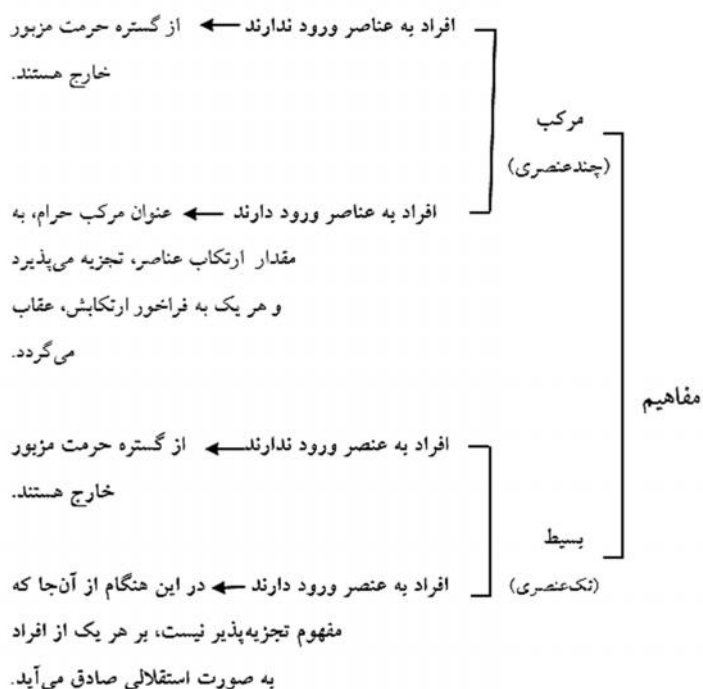 افراد به عناصر ورود ندارند ← از گستره حرمت مزبور
خارج هستند.
مرکب
(چندعنصری)
افراد به عناصر ورود دارند ← عنوان مرکب حرام، به
مقدار ارتکاب عناصر، تجزیه می‌پذیرد
و هر یک به فراخور ارتکابش، عقاب
می‌گردد.
مفاهیم
افراد به عنصر ورود ندارند ← از گستره حرمت مزبور
خارج هستند.
بسیط
(تک‌عنصری)
افراد به عنصر ورود دارند ← در این هنگام از آن‌جا که
مفهوم تجزیه‌پذیر نیست، بر هر یک از افراد
به صورت استقلالی صادق می‌آید.